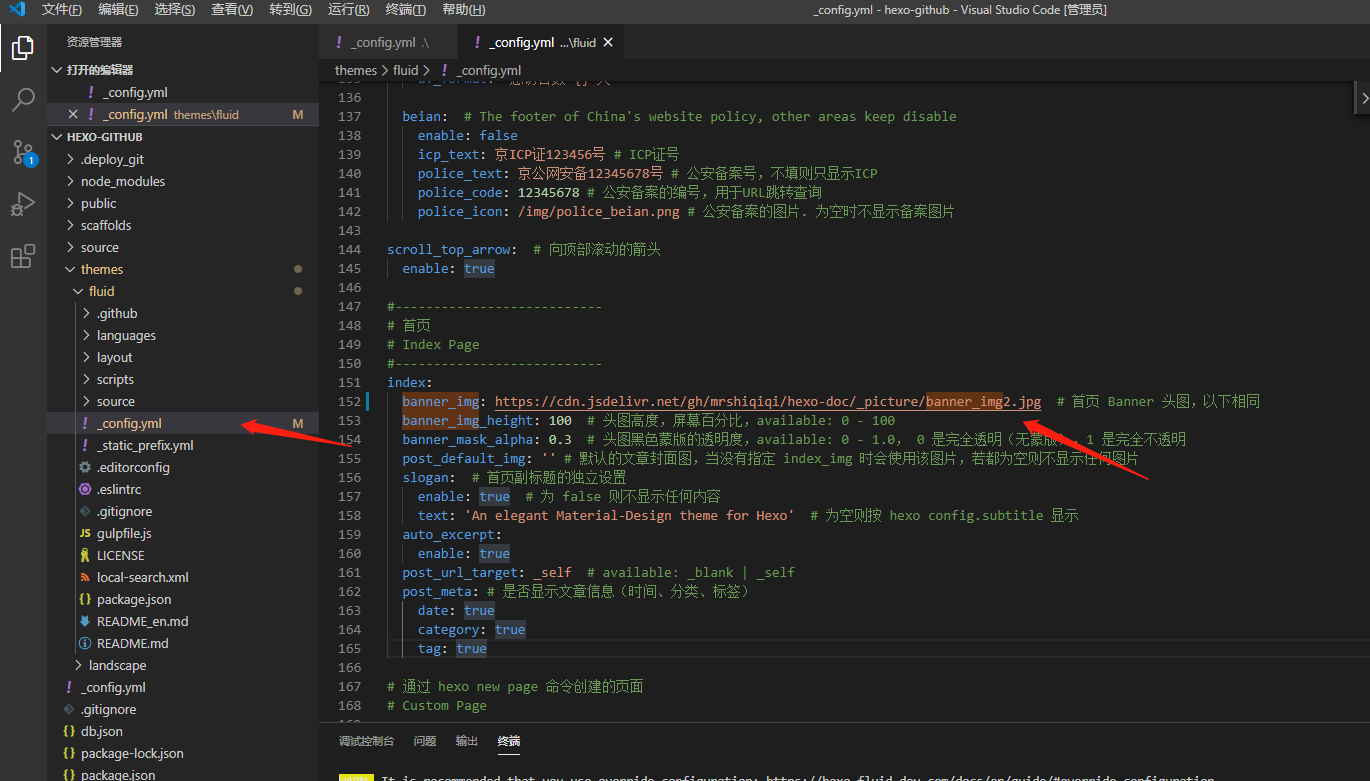 文件(F) 编辑(E) 选择(S) 查看(V) 转到(G) 运行(R) 终端(T) 帮助(H) _config.yml - hexo-github - Visual Studio Code [管理员]
资源管理器
打开的编辑器
! _config.yml
× ! _config.yml themes\fluid M
HEXO-GITHUB
.deploy_git
node_modules
public
scaffolds
source
themes
fluid
.github
languages
layout
scripts
source
! _config.yml M
! _static_prefix.yml
.editorconfig
.eslintrc
.gitignore
JS gulpfile.js
LICENSE
local-search.xml
{} package.json
README_en.md
README.md
landscape
! _config.yml
.gitignore
{} db.json
{} package-lock.json
{} package.json
1
! _config.yml .\ ! _config.yml ...\fluid ×
themes > fluid > ! _config.yml
136
137 beian: # The footer of China's website policy, other areas keep disable
138 enable: false
139 icp_text: 京ICP证123456号 # ICP证号
140 police_text: 京公网安备12345678号 # 公安备案号，不填则只显示ICP
141 police_code: 12345678 # 公安备案的编号，用于URL跳转查询
142 police_icon: /img/police_beian.png # 公安备案的图片. 为空时不显示备案图片
143
144 scroll_top_arrow: # 向顶部滚动的箭头
145 enable: true
146
147 #---------------------------
148 # 首页
149 # Index Page
150 #---------------------------
151 index:
152 banner_img: https://cdn.jsdelivr.net/gh/mrshiqiqi/hexo-doc/_picture/banner_img2.jpg # 首页 Banner 头图，以下相同
153 banner_img_height: 100 # 头图高度，屏幕百分比，available: 0 - 100
154 banner_mask_alpha: 0.3 # 头图黑色蒙版的透明度，available: 0 - 1.0， 0 是完全透明（无蒙版），1 是完全不透明
155 post_default_img: '' # 默认的文章封面图，当没有指定 index_img 时会使用该图片，若都为空则不显示任何图片
156 slogan: # 首页副标题的独立设置
157 enable: true # 为 false 则不显示任何内容
158 text: 'An elegant Material-Design theme for Hexo' # 为空则按 hexo config.subtitle 显示
159 auto_excerpt:
160 enable: true
161 post_url_target: _self # available: _blank | _self
162 post_meta: # 是否显示文章信息（时间、分类、标签）
163 date: true
164 category: true
165 tag: true
166
167 # 通过 hexo new page 命令创建的页面
168 # Custom Page
调试控制台 问题 输出 终端
WARN It is recommended that you use override configuration: https://hexo.fluid-dev.com/docs/en/guide/#override-configuration